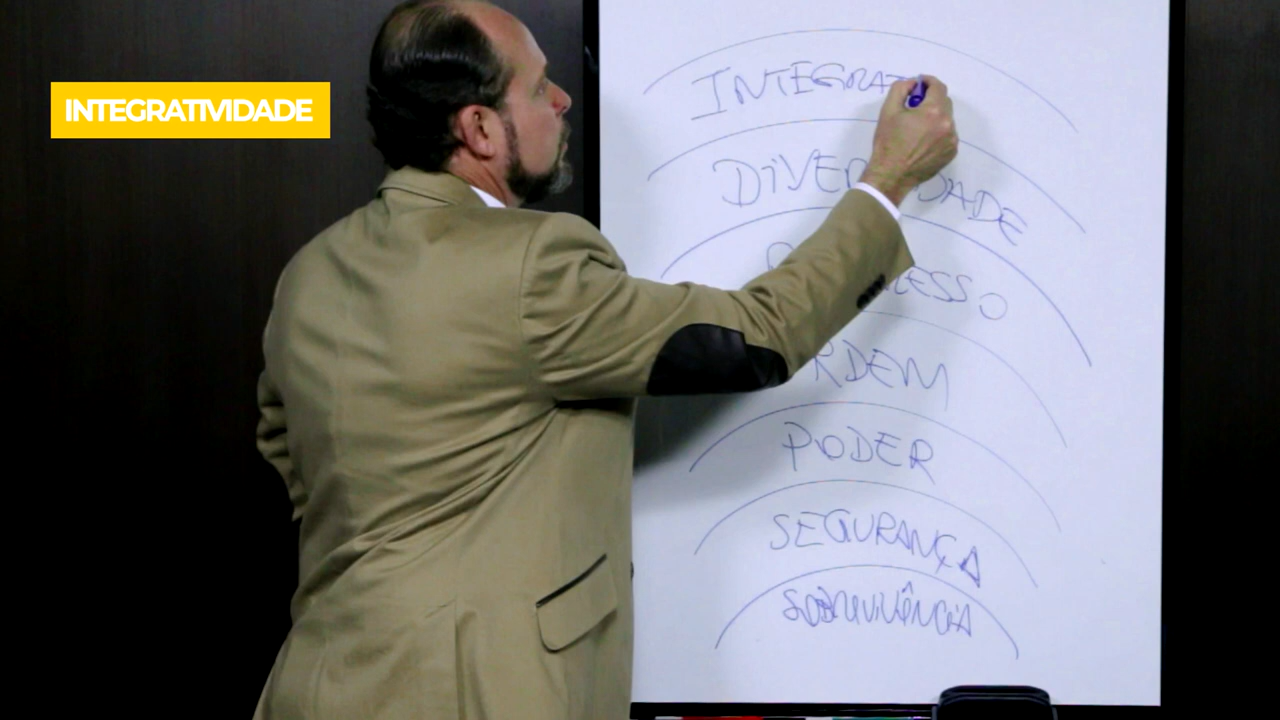 INTEGRATIVIDADE
INTEGRAT
DIVER DADE
ESSO
RDEM
PODER
SEGURANÇA
SOBREVIVÊNCIA